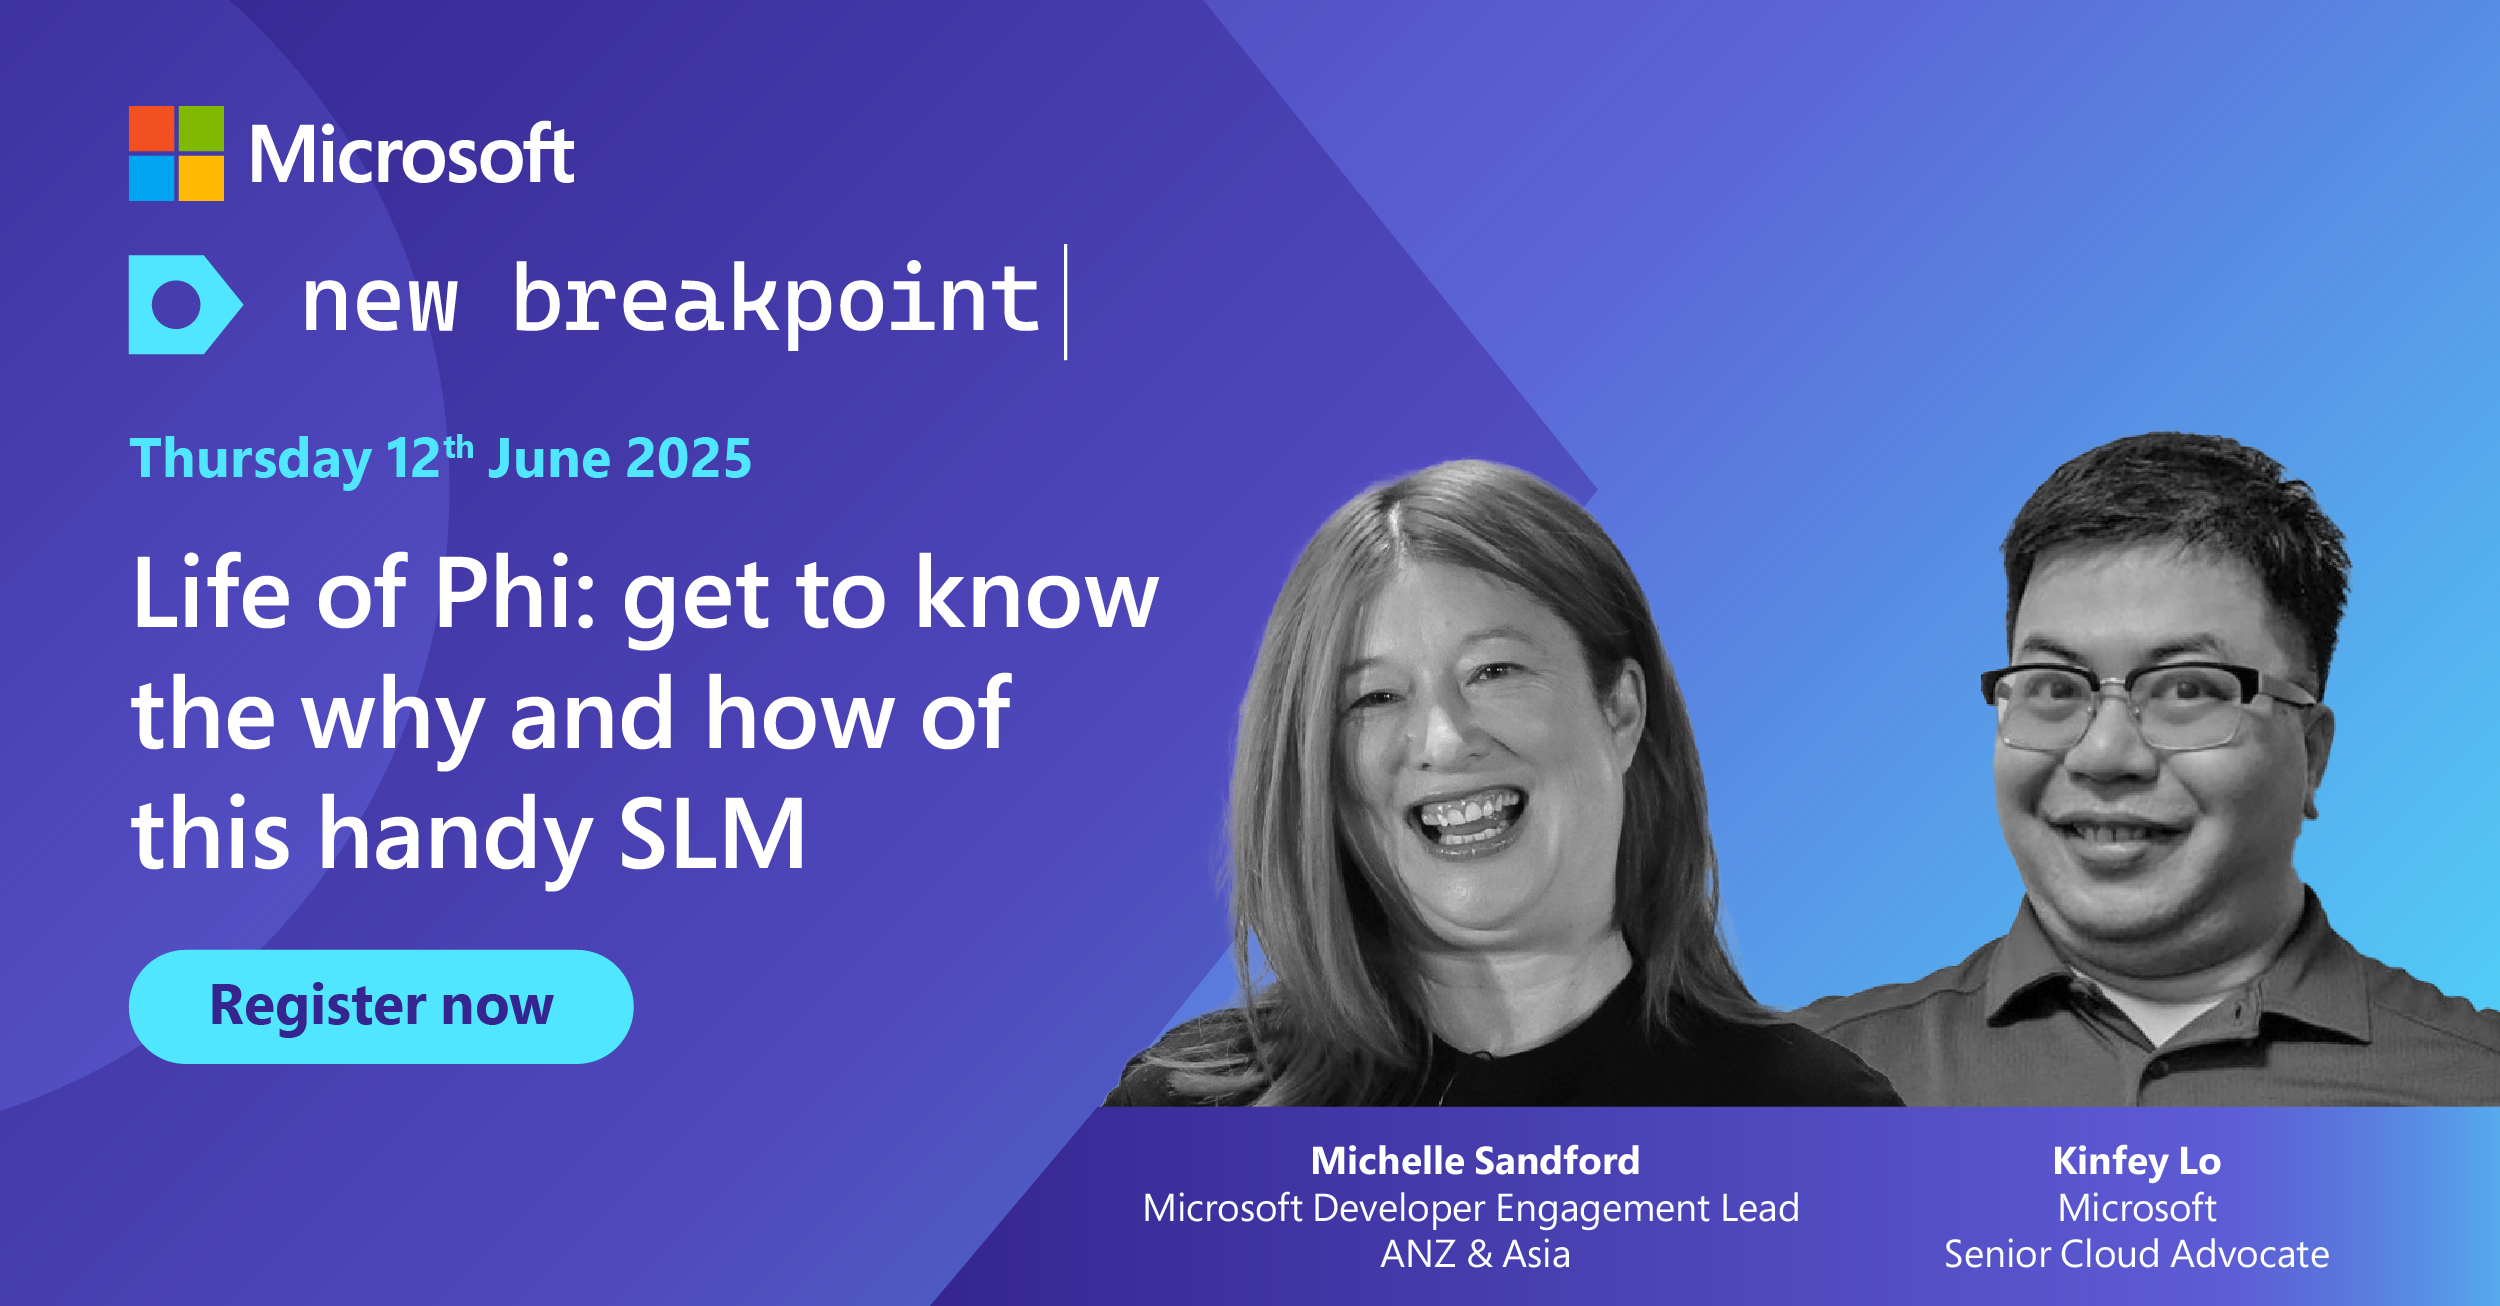 Microsoft
new breakpoint
Thursday 12th June 2025
Life of Phi: get to know
the why and how of
this handy SLM
Register now
Michelle Sandford
Microsoft Developer Engagement Lead
ANZ & Asia
Kinfey Lo
Microsoft
Senior Cloud Advocate